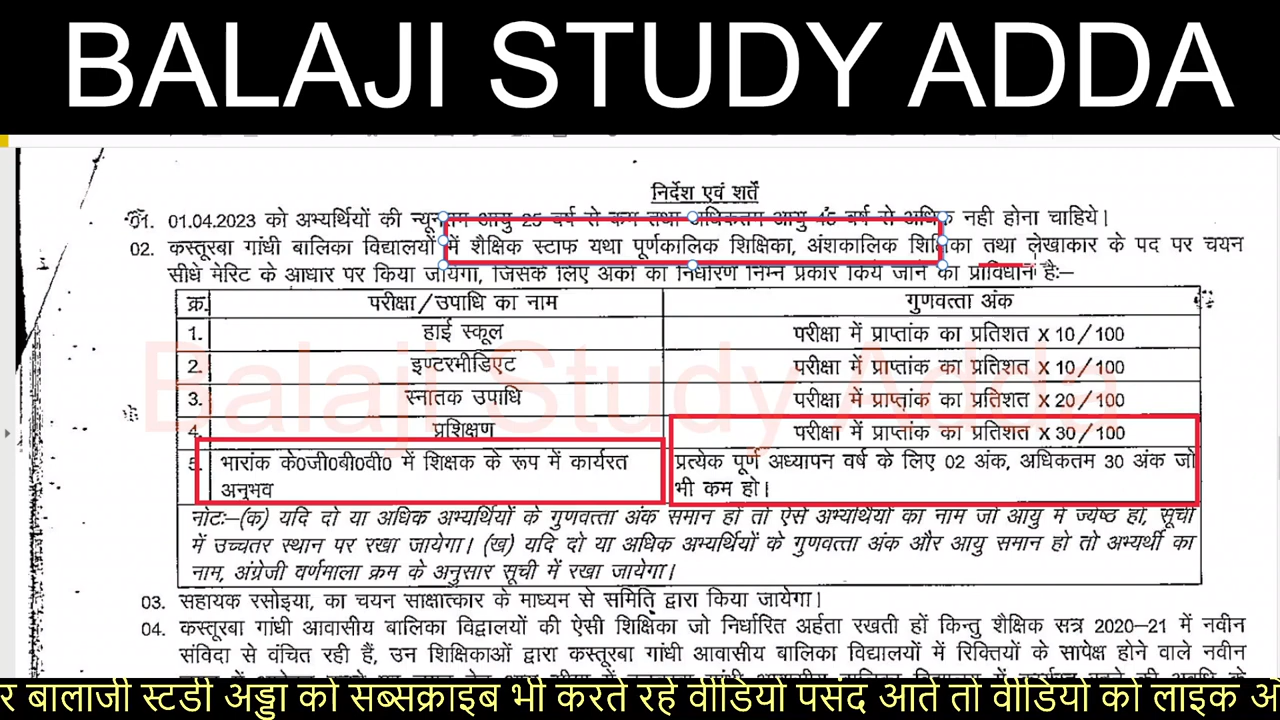 BALAJI STUDY ADDA
निर्देश एवं शर्ते
01. 01.04.2023 को अभ्यर्थियों की न्यूनतम आयु 25 वर्ष से कम तथा अधिकतम आयु 45 वर्ष से अधिक नही होना चाहिये।
02. कस्तूरबा गांधी बालिका विद्यालयों में शैक्षिक स्टाफ यथा पूर्णकालिक शिक्षिका, अंशकालिक शिक्षिका तथा लेखाकार के पद पर चयन
सीधे मेरिट के आधार पर किया जायेगा, जिसके लिए अंकों का निर्धारण निम्न प्रकार किये जाने का प्राविधान है:–
क्र. परीक्षा/उपाधि का नाम गुणवत्ता अंक
1. हाई स्कूल परीक्षा में प्राप्तांक का प्रतिशत x 10/100
2. इण्टरमीडिएट परीक्षा में प्राप्तांक का प्रतिशत x 10/100
3. स्नातक उपाधि परीक्षा में प्राप्तांक का प्रतिशत x 20/100
4. प्रशिक्षण परीक्षा में प्राप्तांक का प्रतिशत x 30/100
5. भारांक के0जी0बी0वी0 में शिक्षक के रूप में कार्यरत प्रत्येक पूर्ण अध्यापन वर्ष के लिए 02 अंक, अधिकतम 30 अंक जो
अनुभव भी कम हो।
नोटः–(क) यदि दो या अधिक अभ्यर्थियों के गुणवत्ता अंक समान हों तो ऐसे अभ्यर्थियों का नाम जो आयु में ज्येष्ठ हो, सूची
में उच्चतर स्थान पर रखा जायेगा। (ख) यदि दो या अधिक अभ्यर्थियों के गुणवत्ता अंक और आयु समान हो तो अभ्यर्थी का
नाम, अंग्रेजी वर्णमाला क्रम के अनुसार सूची में रखा जायेगा।
Balaji Study Adda
03. सहायक रसोइया, का चयन साक्षात्कार के माध्यम से समिति द्वारा किया जायेगा।
04. कस्तूरबा गांधी आवासीय बालिका विद्वालयों की ऐसी शिक्षिका जो निर्धारित अर्हता रखती हों किन्तु शैक्षिक सत्र 2020–21 में नवीन
संविदा से वंचित रही हैं, उन शिक्षिकाओं द्वारा कस्तूरबा गांधी आवासीय बालिका विद्यालयों में रिक्तियों के सापेक्ष होने वाले नवीन
र बालाजी स्टडी अड्डा को सब्सक्राइब भी करते रहे वीडियो पसंद आते तो वीडियो को लाइक अ